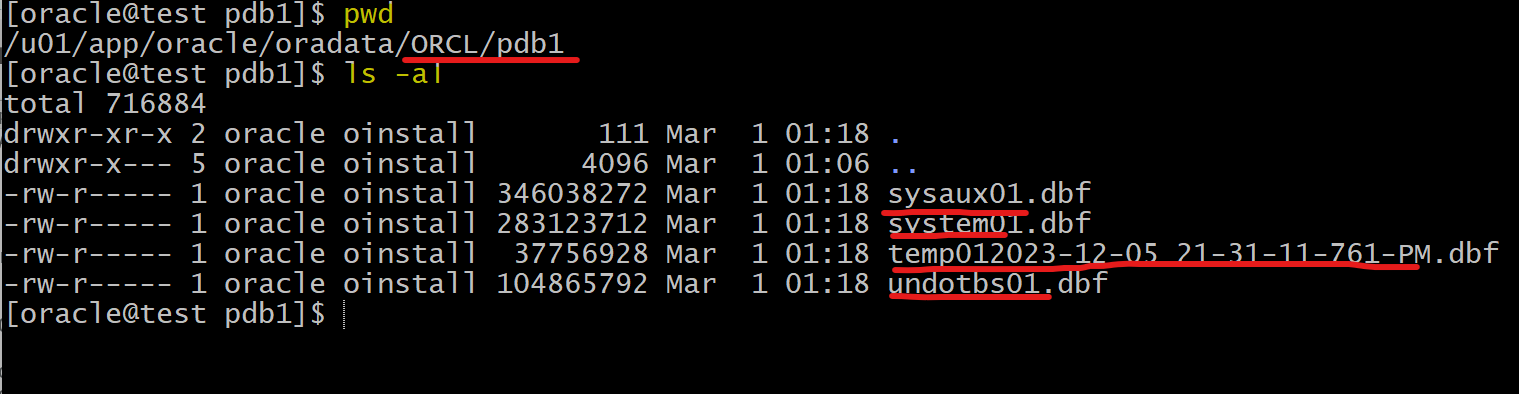 [oracle@test pdb1]$ pwd
/u01/app/oracle/oradata/ORCL/pdb1
[oracle@test pdb1]$ ls -al
total 716884
drwxr-xr-x 2 oracle oinstall       111 Mar  1 01:18 .
drwxr-x--- 5 oracle oinstall      4096 Mar  1 01:06 ..
-rw-r----- 1 oracle oinstall 346038272 Mar  1 01:18 sysaux01.dbf
-rw-r----- 1 oracle oinstall 283123712 Mar  1 01:18 system01.dbf
-rw-r----- 1 oracle oinstall  37756928 Mar  1 01:18 temp012023-12-05_21-31-11-761-PM.dbf
-rw-r----- 1 oracle oinstall 104865792 Mar  1 01:18 undotbs01.dbf
[oracle@test pdb1]$